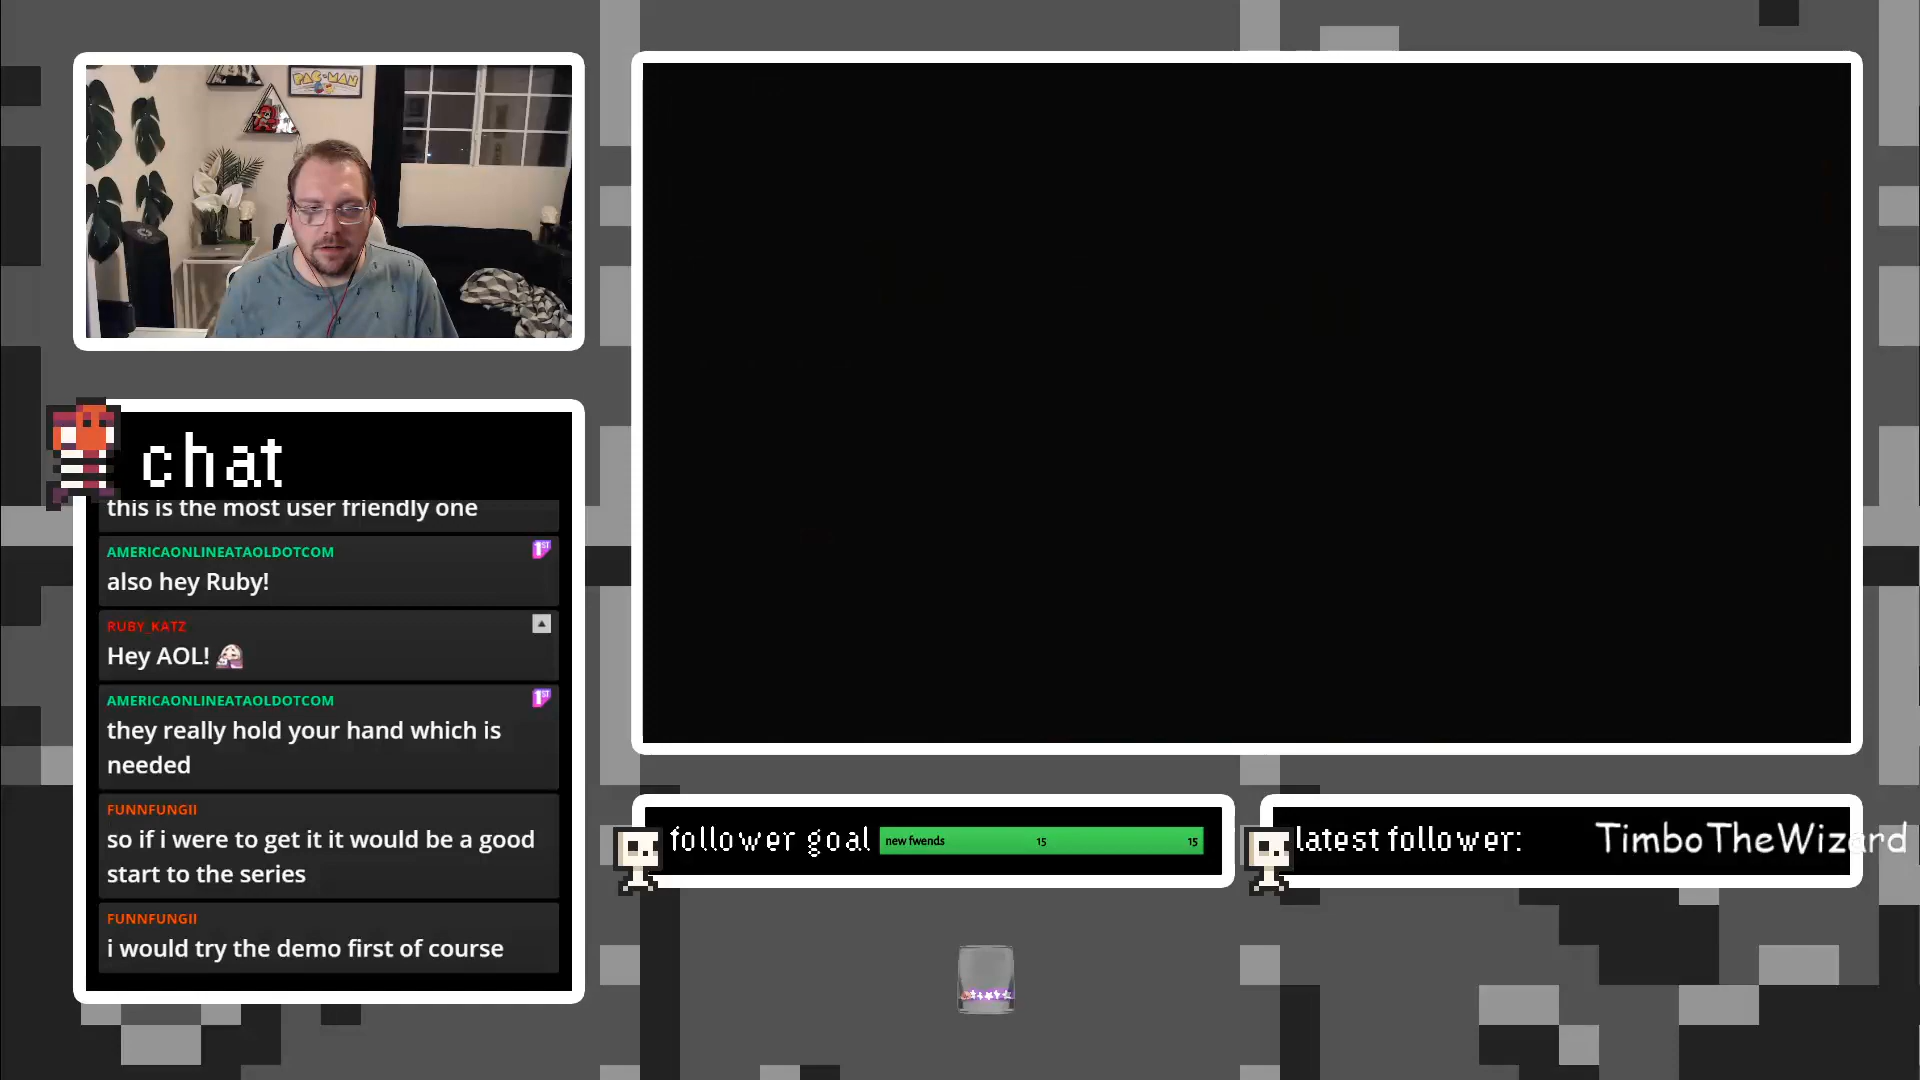 PAC-MAN
chat
this is the most user friendly one
AMERICAONLINEATAOLDOTCOM
1ST
also hey Ruby!
RUBY_KATZ
Hey AOL!
AMERICAONLINEATAOLDOTCOM
1ST
they really hold your hand which is
needed
FUNNFUNGII
so if i were to get it it would be a good
start to the series
FUNNFUNGII
i would try the demo first of course
follower goal
new fwends 15 15
latest follower: TimboTheWizard